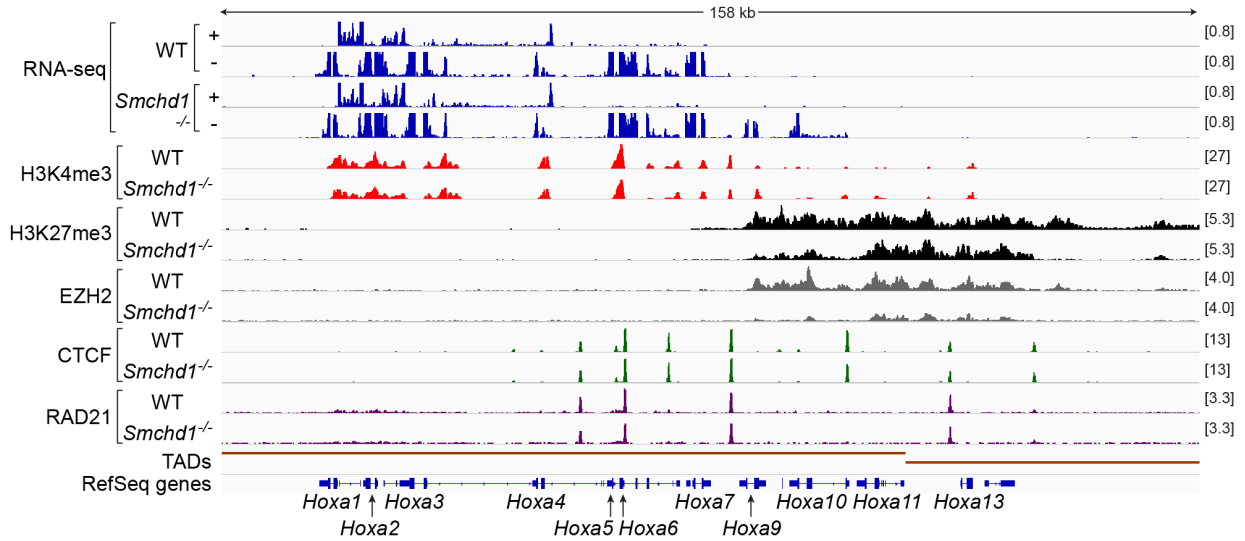 158 kb
RNA-seq
WT
+ [0.8]
- [0.8]
Smchd1
-/-
+ [0.8]
- [0.8]
H3K4me3
WT [27]
Smchd1-/- [27]
H3K27me3
WT [5.3]
Smchd1-/- [5.3]
EZH2
WT [4.0]
Smchd1-/- [4.0]
CTCF
WT [13]
Smchd1-/- [13]
RAD21
WT [3.3]
Smchd1-/- [3.3]
TADs
RefSeq genes
Hoxa1 Hoxa3 Hoxa4 Hoxa7 Hoxa10 Hoxa11 Hoxa13
Hoxa2 Hoxa5 Hoxa6 Hoxa9